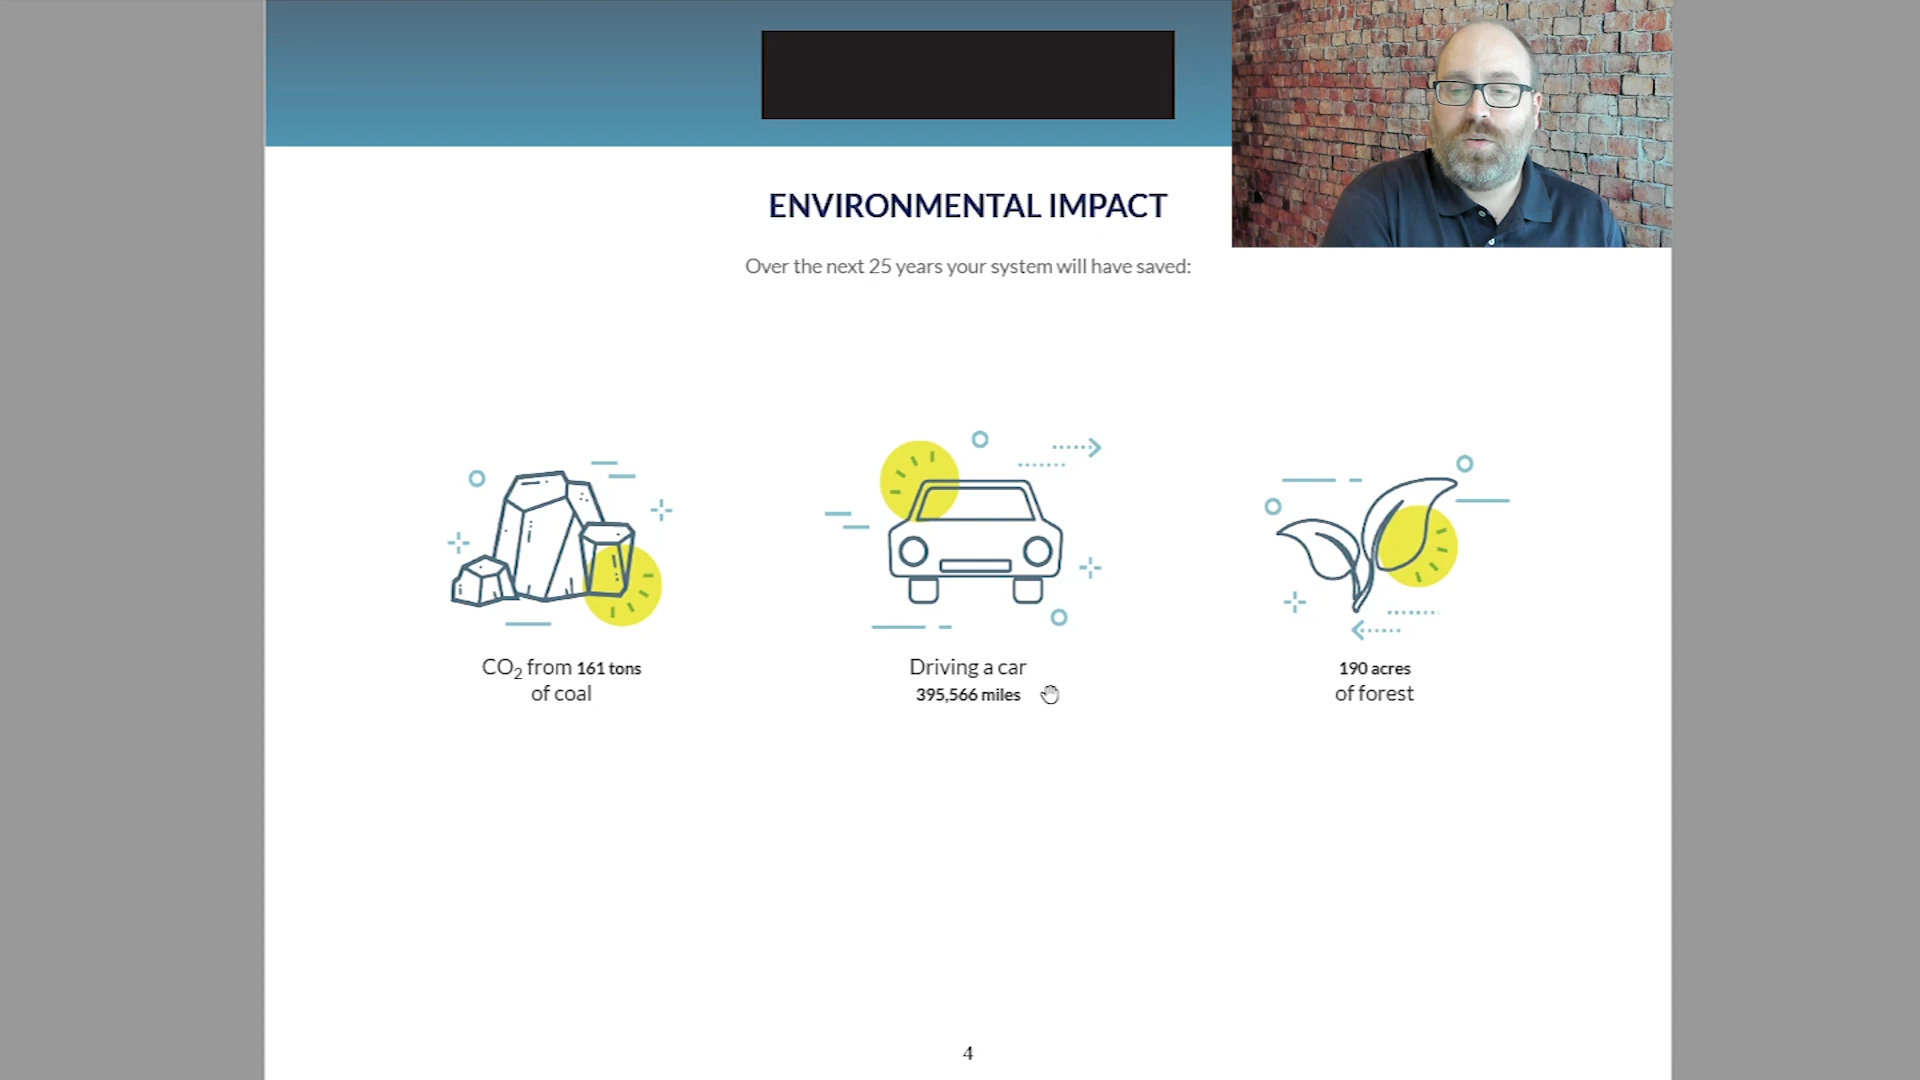 ENVIRONMENTAL IMPACT
Over the next 25 years your system will have saved:
CO₂ from 161 tons
of coal
Driving a car
395,566 miles
190 acres
of forest
4